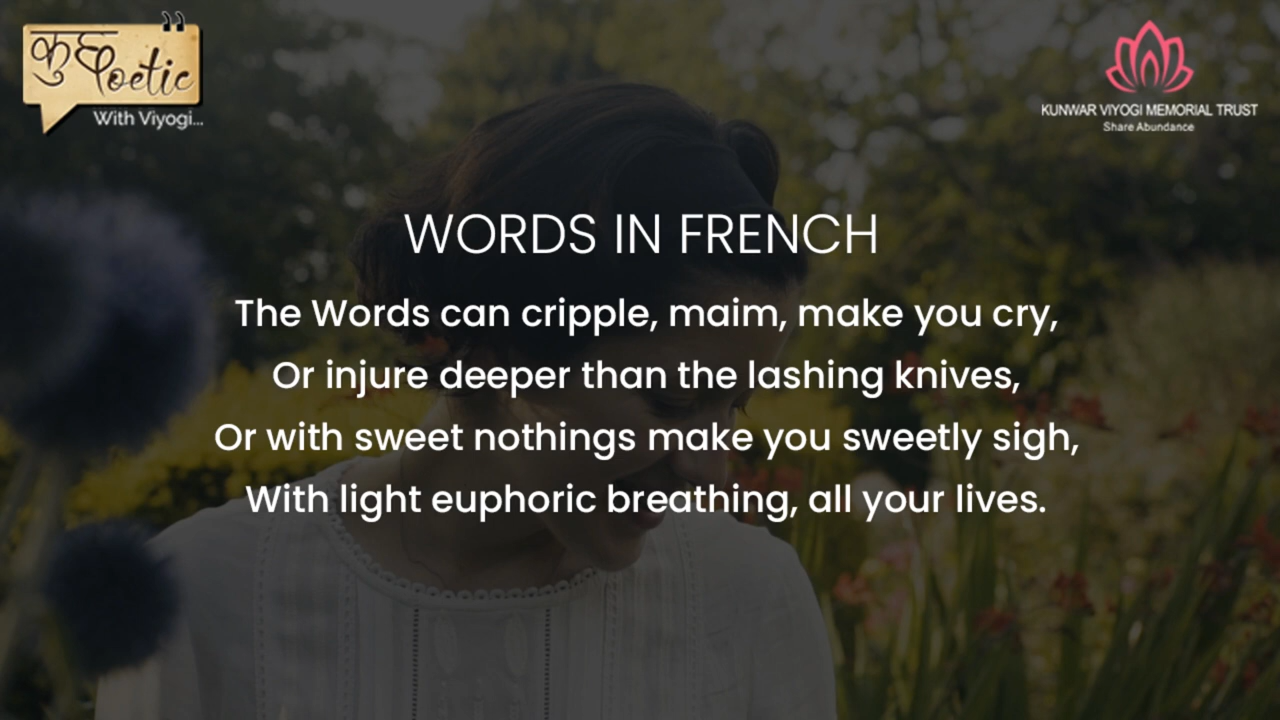 कुछ Poetic
With Viyogi...
KUNWAR VIYOGI MEMORIAL TRUST
Share Abundance
WORDS IN FRENCH
The Words can cripple, maim, make you cry,
Or injure deeper than the lashing knives,
Or with sweet nothings make you sweetly sigh,
With light euphoric breathing, all your lives.